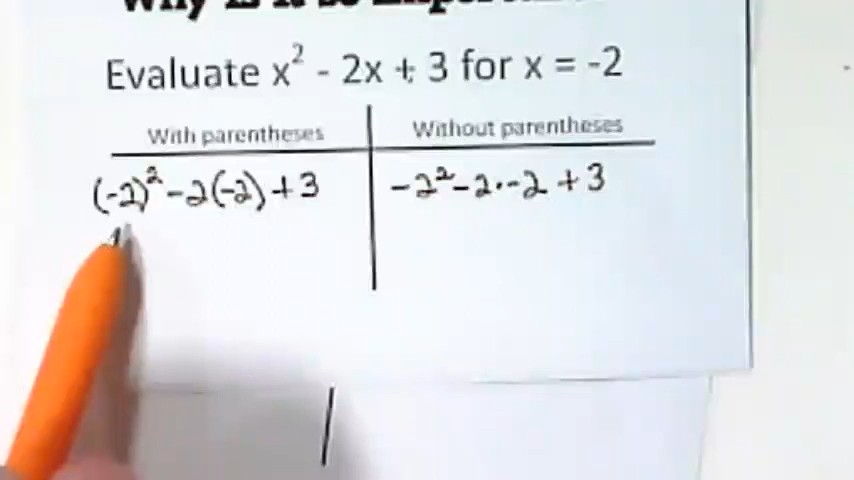 Evaluate x² - 2x + 3 for x = -2
With parentheses
Without parentheses
(-2)² - 2(-2) + 3
-2² - 2 · -2 + 3